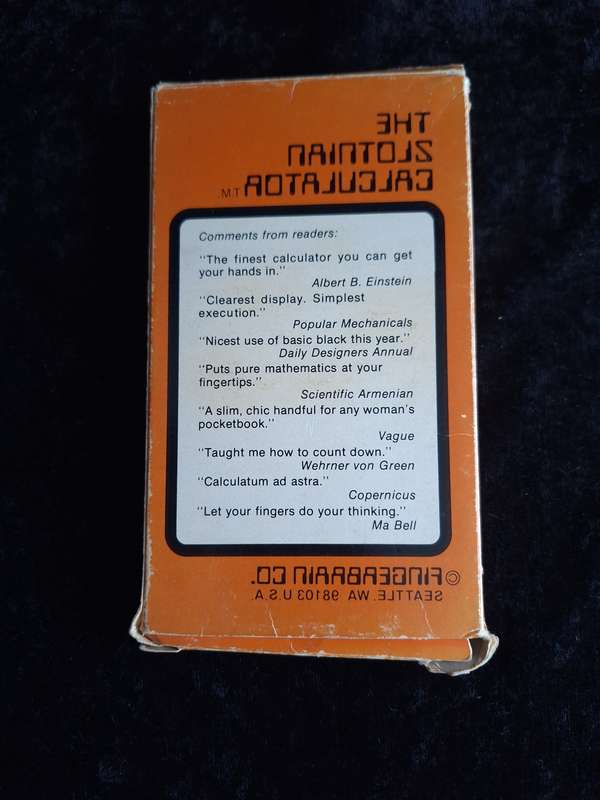 THE
ZLOTNIAN
CALCULATOR T.M.
Comments from readers:
"The finest calculator you can get
your hands in."
Albert B. Einstein
"Clearest display. Simplest
execution."
Popular Mechanicals
"Nicest use of basic black this year."
Daily Designers Annual
"Puts pure mathematics at your
fingertips."
Scientific Armenian
"A slim, chic handful for any woman's
pocketbook."
Vague
"Taught me how to count down."
Wehrner von Green
"Calculatum ad astra."
Copernicus
"Let your fingers do your thinking."
Ma Bell
© FINGERBRAIN CO.
SEATTLE, WA 98103 U.S.A.